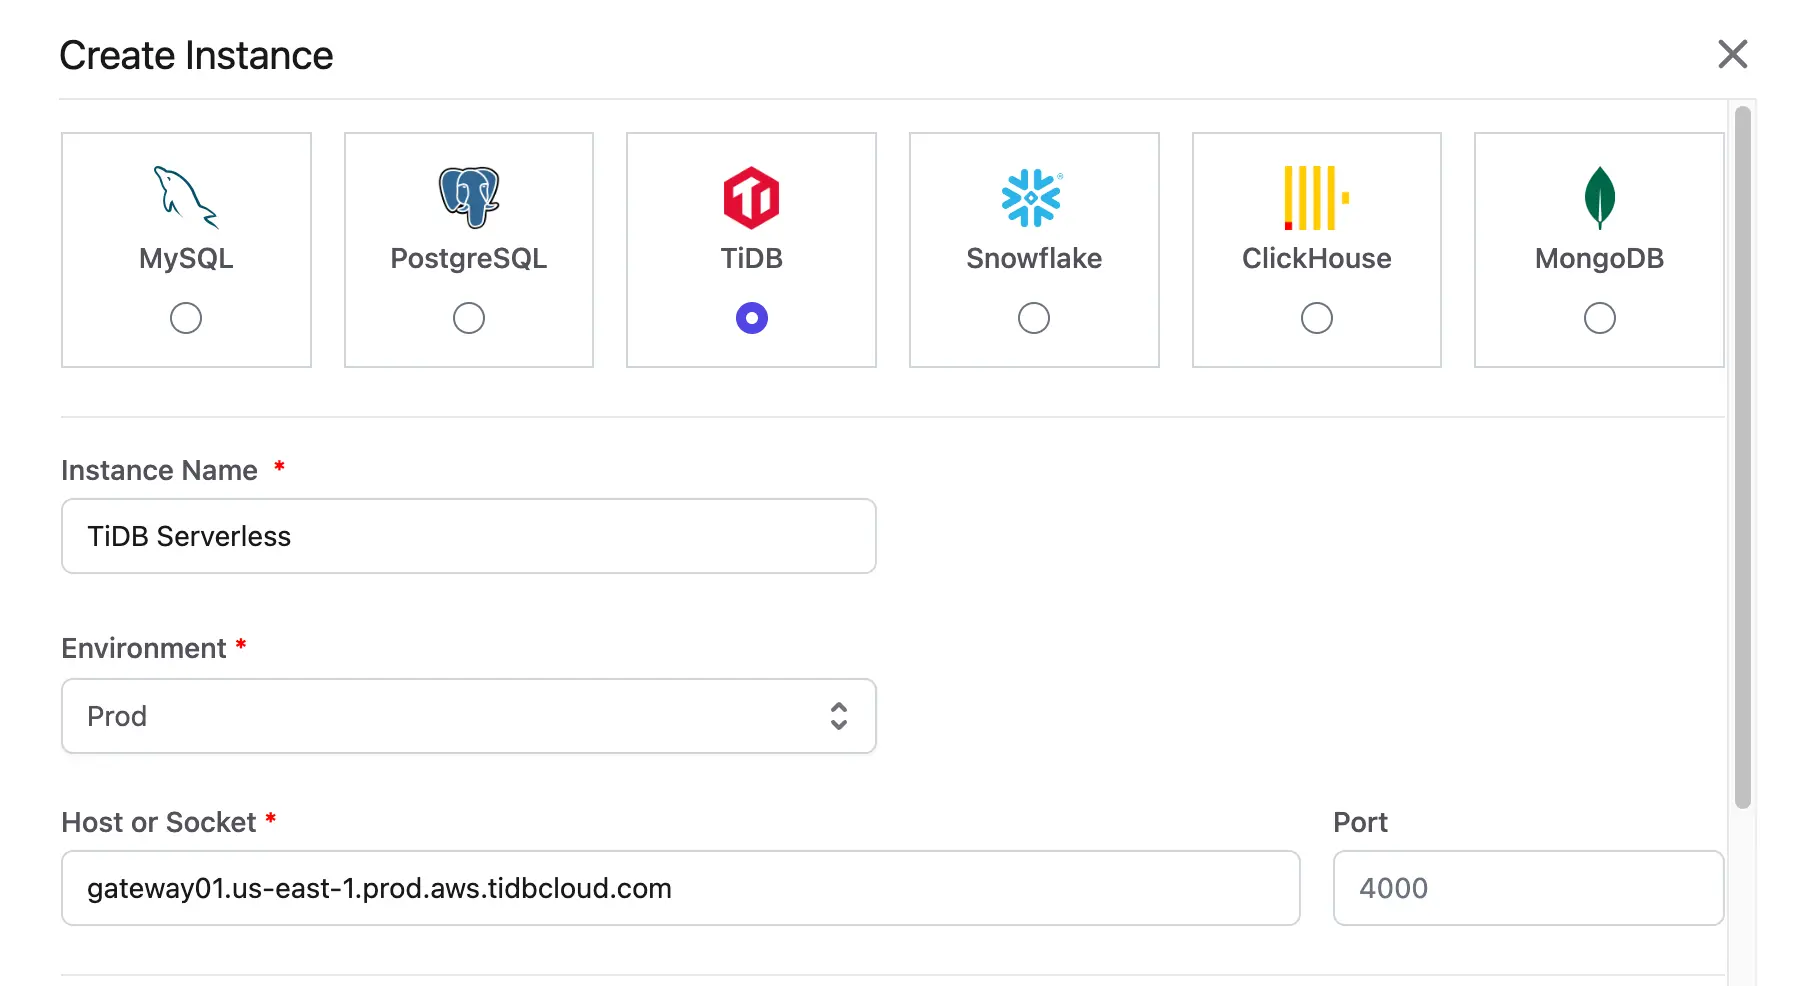 Create Instance
MySQL
PostgreSQL
TiDB
Snowflake
ClickHouse
MongoDB
Instance Name *
TiDB Serverless
Environment *
Prod
Host or Socket *
Port
gateway01.us-east-1.prod.aws.tidbcloud.com
4000